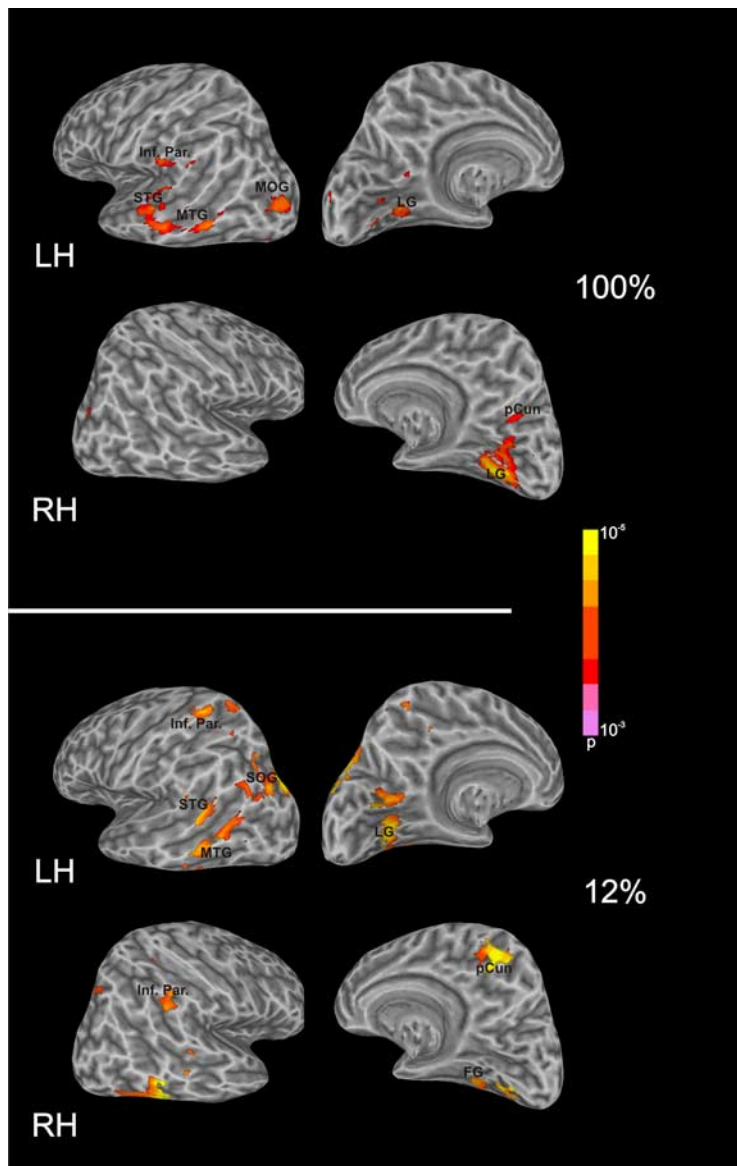 Inf. Par.
STG
MTG
MOG
LG
LH
100%
pCun
LG
RH
10⁻⁵
10⁻³
p
Inf. Par.
SOG
STG
MTG
LG
LH
12%
Inf. Par.
pCun
FG
RH